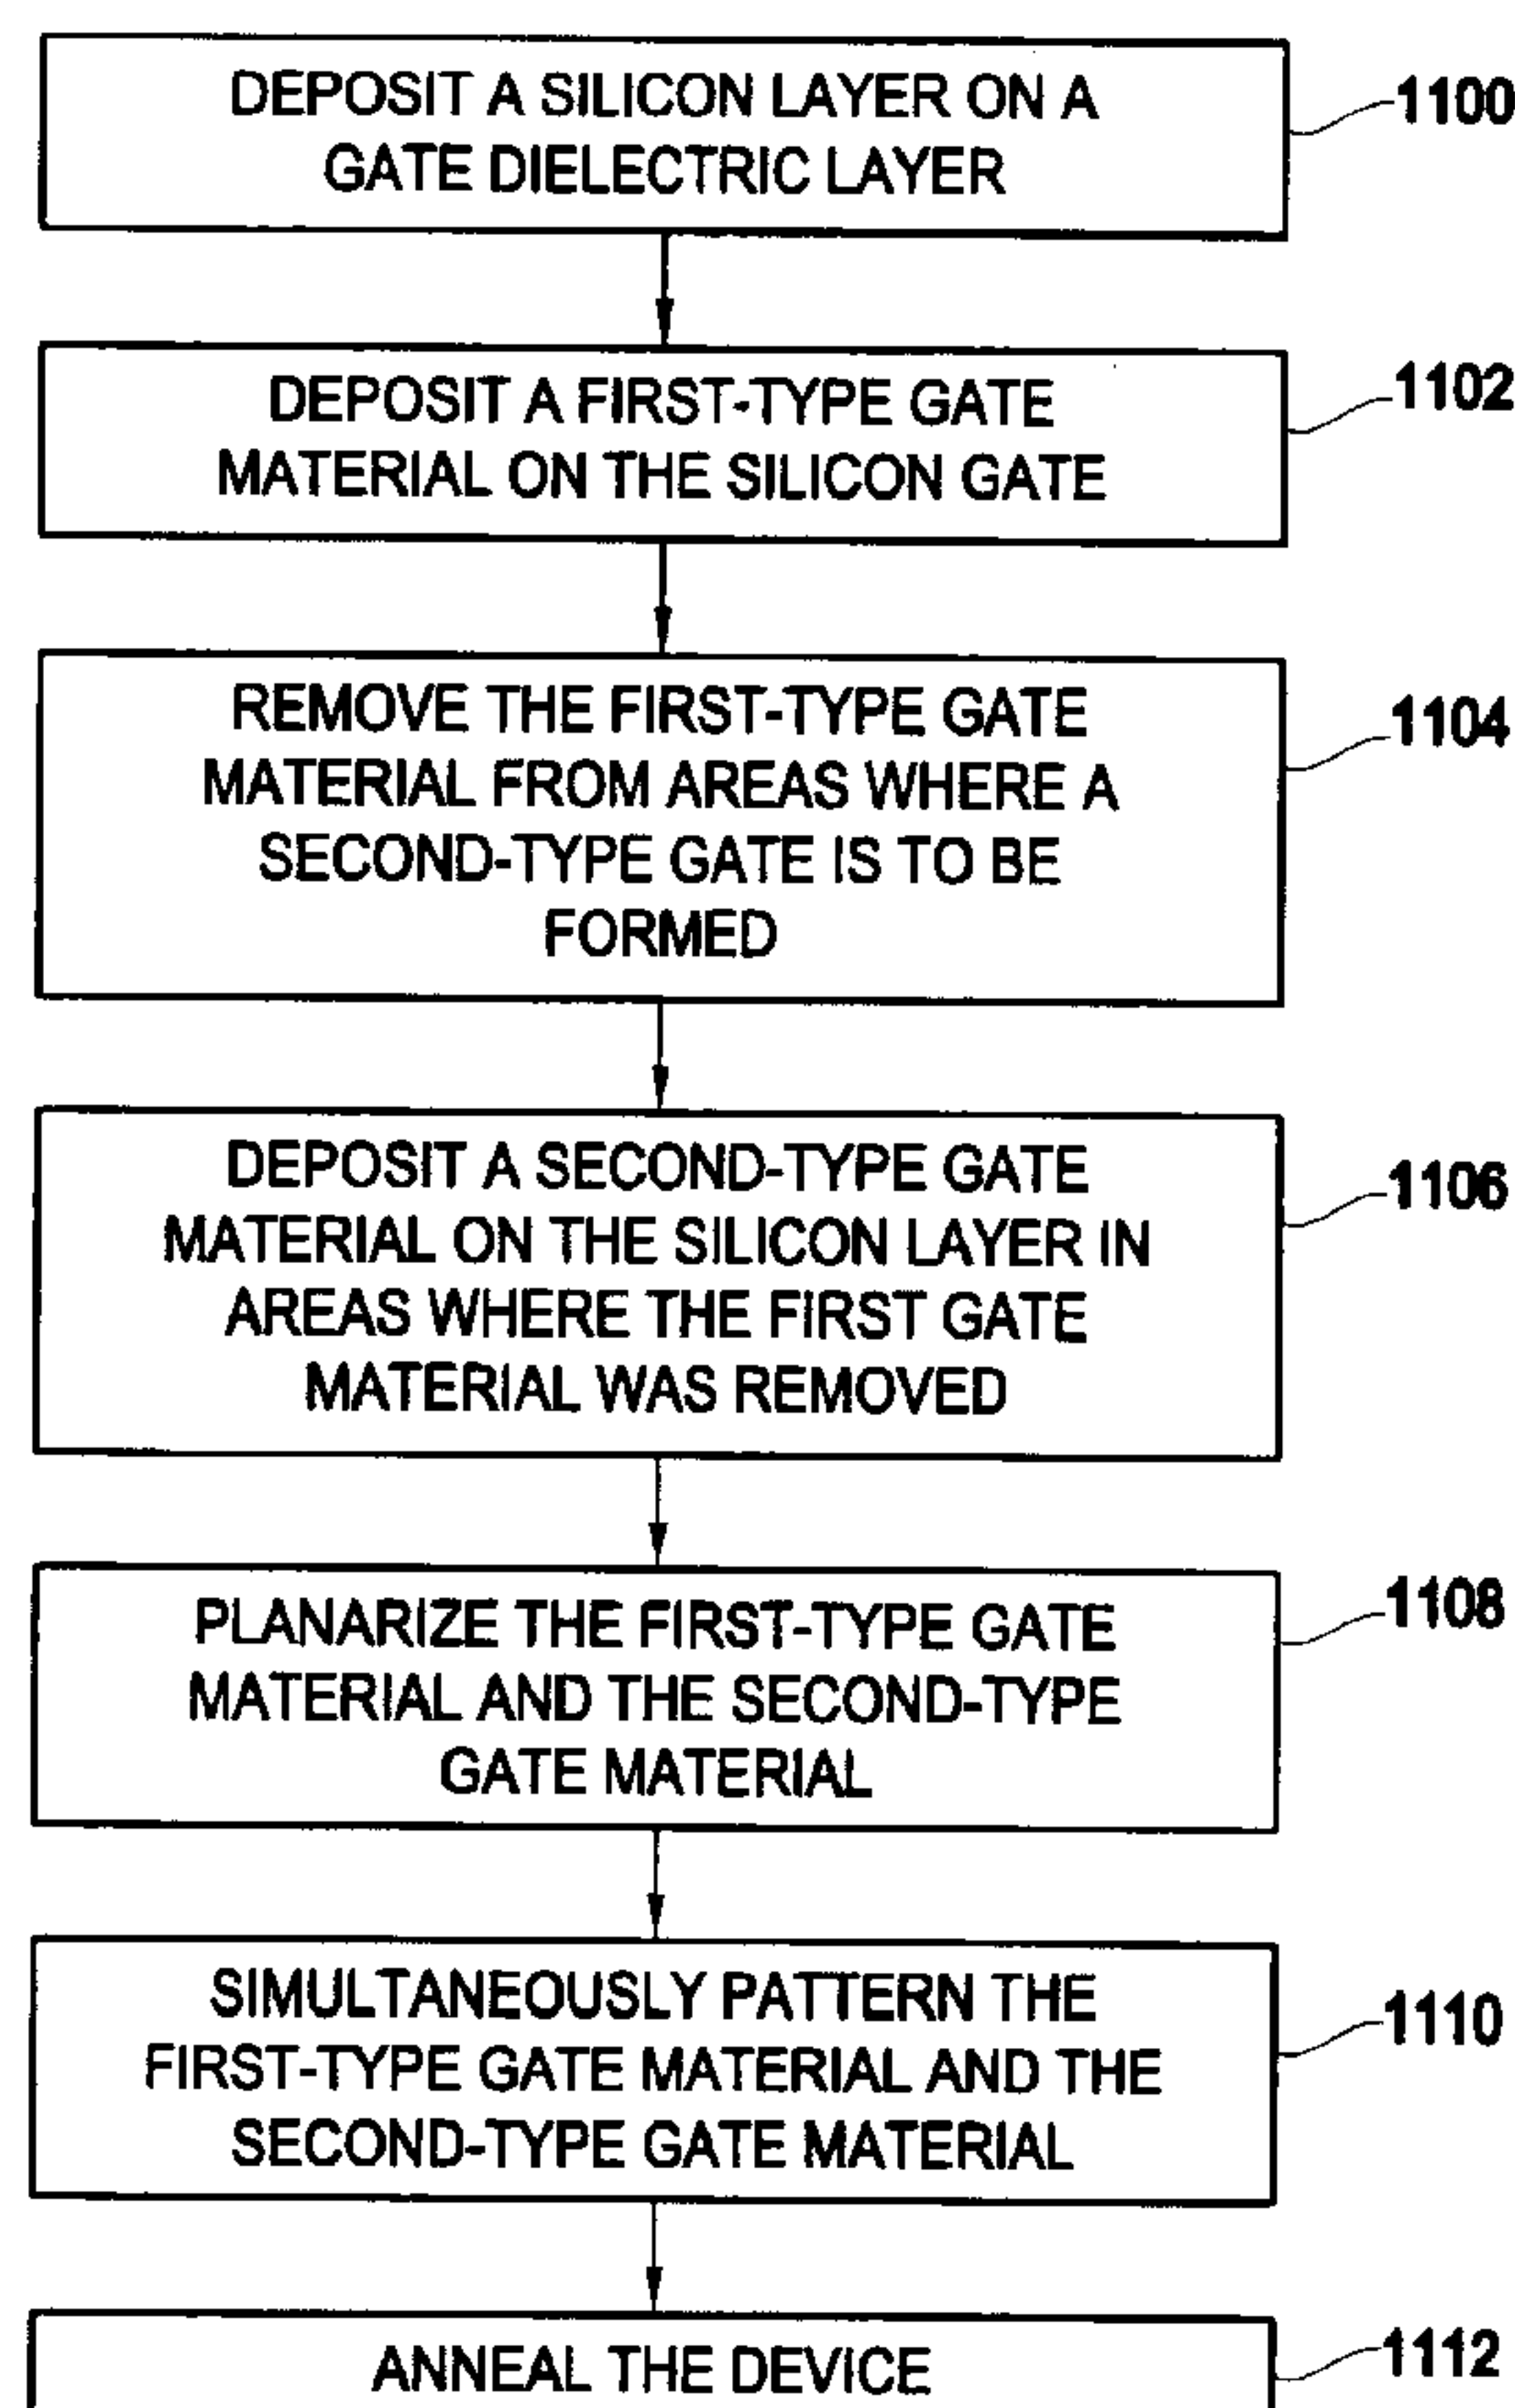 DEPOSIT A SILICON LAYER ON A
GATE DIELECTRIC LAYER
1100
DEPOSIT A FIRST-TYPE GATE
MATERIAL ON THE SILICON GATE
1102
REMOVE THE FIRST-TYPE GATE
MATERIAL FROM AREAS WHERE A
SECOND-TYPE GATE IS TO BE
FORMED
1104
DEPOSIT A SECOND-TYPE GATE
MATERIAL ON THE SILICON LAYER IN
AREAS WHERE THE FIRST GATE
MATERIAL WAS REMOVED
1106
PLANARIZE THE FIRST-TYPE GATE
MATERIAL AND THE SECOND-TYPE
GATE MATERIAL
1108
SIMULTANEOUSLY PATTERN THE
FIRST-TYPE GATE MATERIAL AND THE
SECOND-TYPE GATE MATERIAL
1110
ANNEAL THE DEVICE
1112